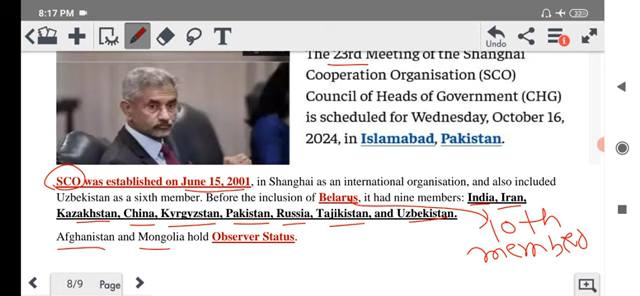 8:17 PM
32
Undo
T
3
The 23rd Meeting of the Shanghai
Cooperation Organisation (SCO)
Council of Heads of Government (CHG)
is scheduled for Wednesday, October 16,
2024, in Islamabad, Pakistan.
SCO was established on June 15, 2001, in Shanghai as an international organisation, and also included
Uzbekistan as a sixth member. Before the inclusion of Belarus, it had nine members: India, Iran,
Kazakhstan, China, Kyrgyzstan, Pakistan, Russia, Tajikistan, and Uzbekistan.
Afghanistan and Mongolia hold Observer Status.
10th
member
8/9 Page